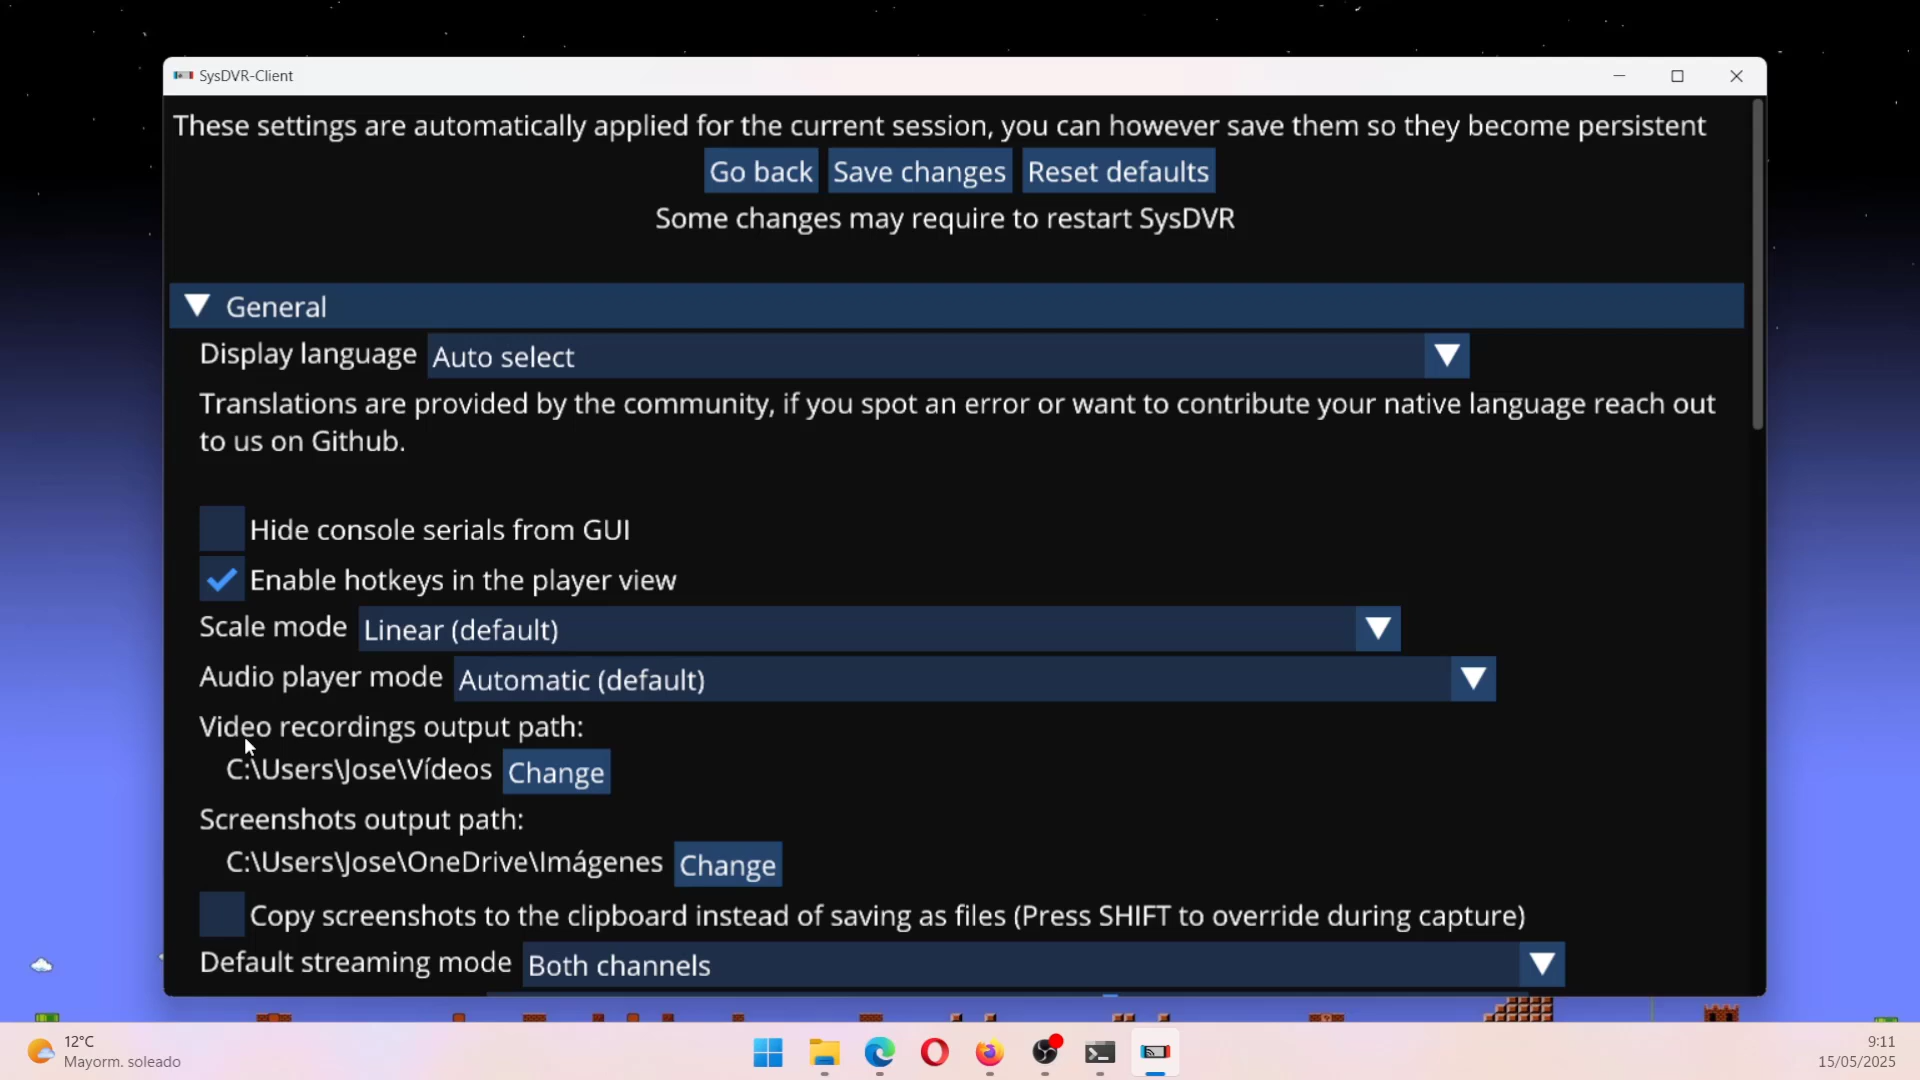 SysDVR-Client
These settings are automatically applied for the current session, you can however save them so they become persistent
Go back Save changes Reset defaults
Some changes may require to restart SysDVR
General
Display language Auto select
Translations are provided by the community, if you spot an error or want to contribute your native language reach out
to us on Github.
Hide console serials from GUI
Enable hotkeys in the player view
Scale mode Linear (default)
Audio player mode Automatic (default)
Video recordings output path:
C:\Users\Jose\Vídeos Change
Screenshots output path:
C:\Users\Jose\OneDrive\Imágenes Change
Copy screenshots to the clipboard instead of saving as files (Press SHIFT to override during capture)
Default streaming mode Both channels
12°C
Mayorm. soleado
9:11
15/05/2025